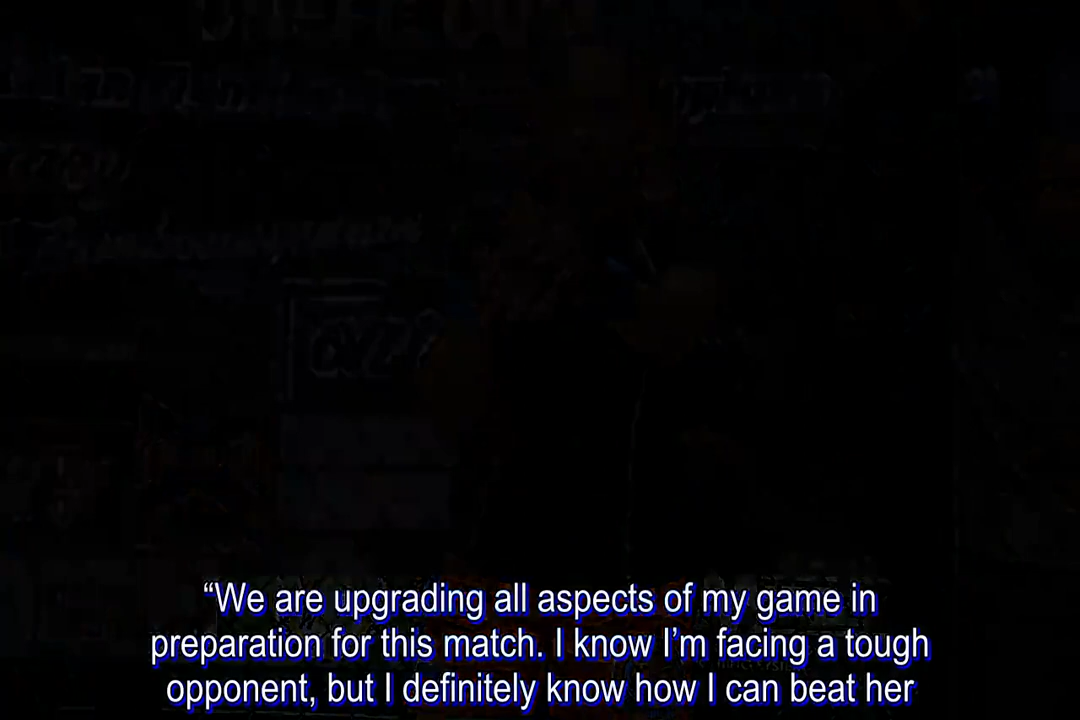 “We are upgrading all aspects of my game in
preparation for this match. I know I’m facing a tough
opponent, but I definitely know how I can beat her